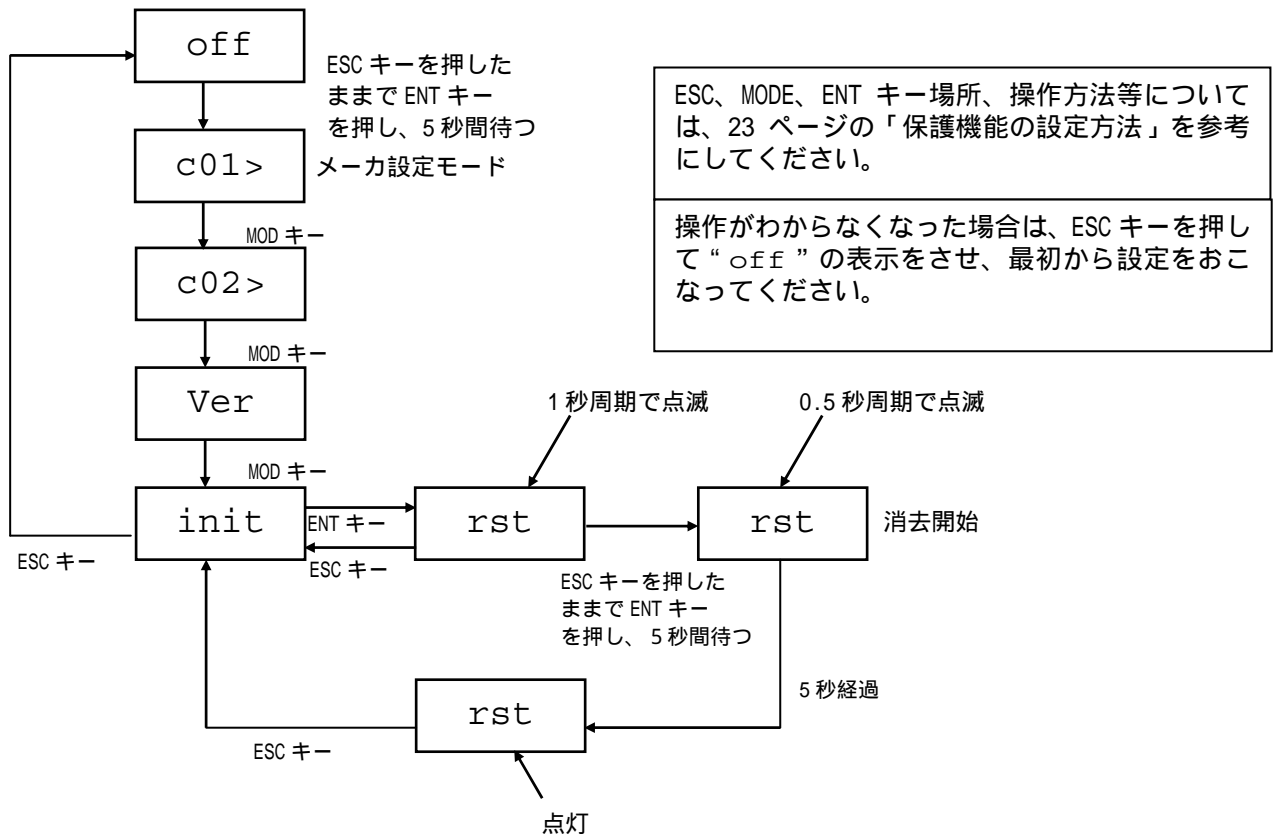 off
ESC キーを押した
ままで ENT キー
を押し、5 秒間待つ
c01>
メーカ設定モード
MOD キー
c02>
MOD キー
Ver
MOD キー
init
ESC キー
ENT キー
ESC キー
1 秒周期で点滅
rst
ESC キーを押した
ままで ENT キー
を押し、5 秒間待つ
0.5 秒周期で点滅
rst
消去開始
5 秒経過
rst
ESC キー
点灯
ESC、MODE、ENT キー場所、操作方法等について
は、23 ページの「保護機能の設定方法」を参考
にしてください。
操作がわからなくなった場合は、ESC キーを押し
て“off”の表示をさせ、最初から設定をおこ
なってください。